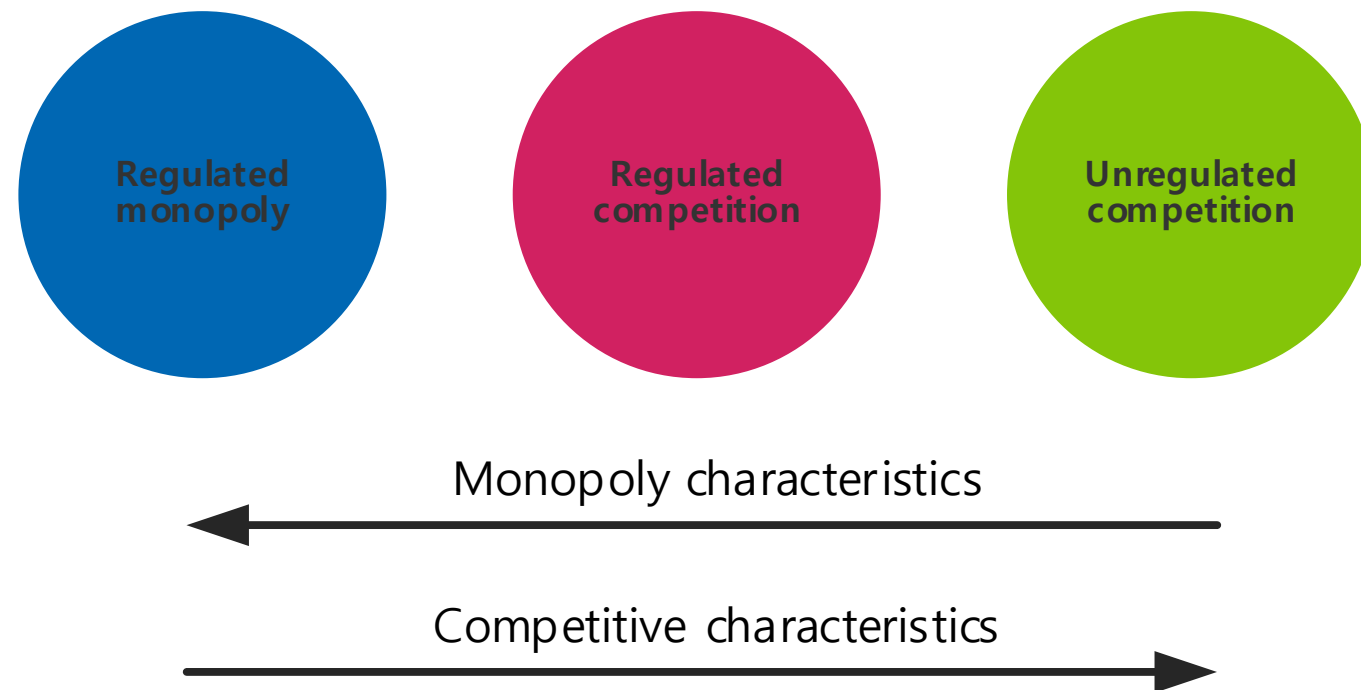 Regulated
monopoly
Regulated
competition
Unregulated
competition
Monopoly characteristics
Competitive characteristics